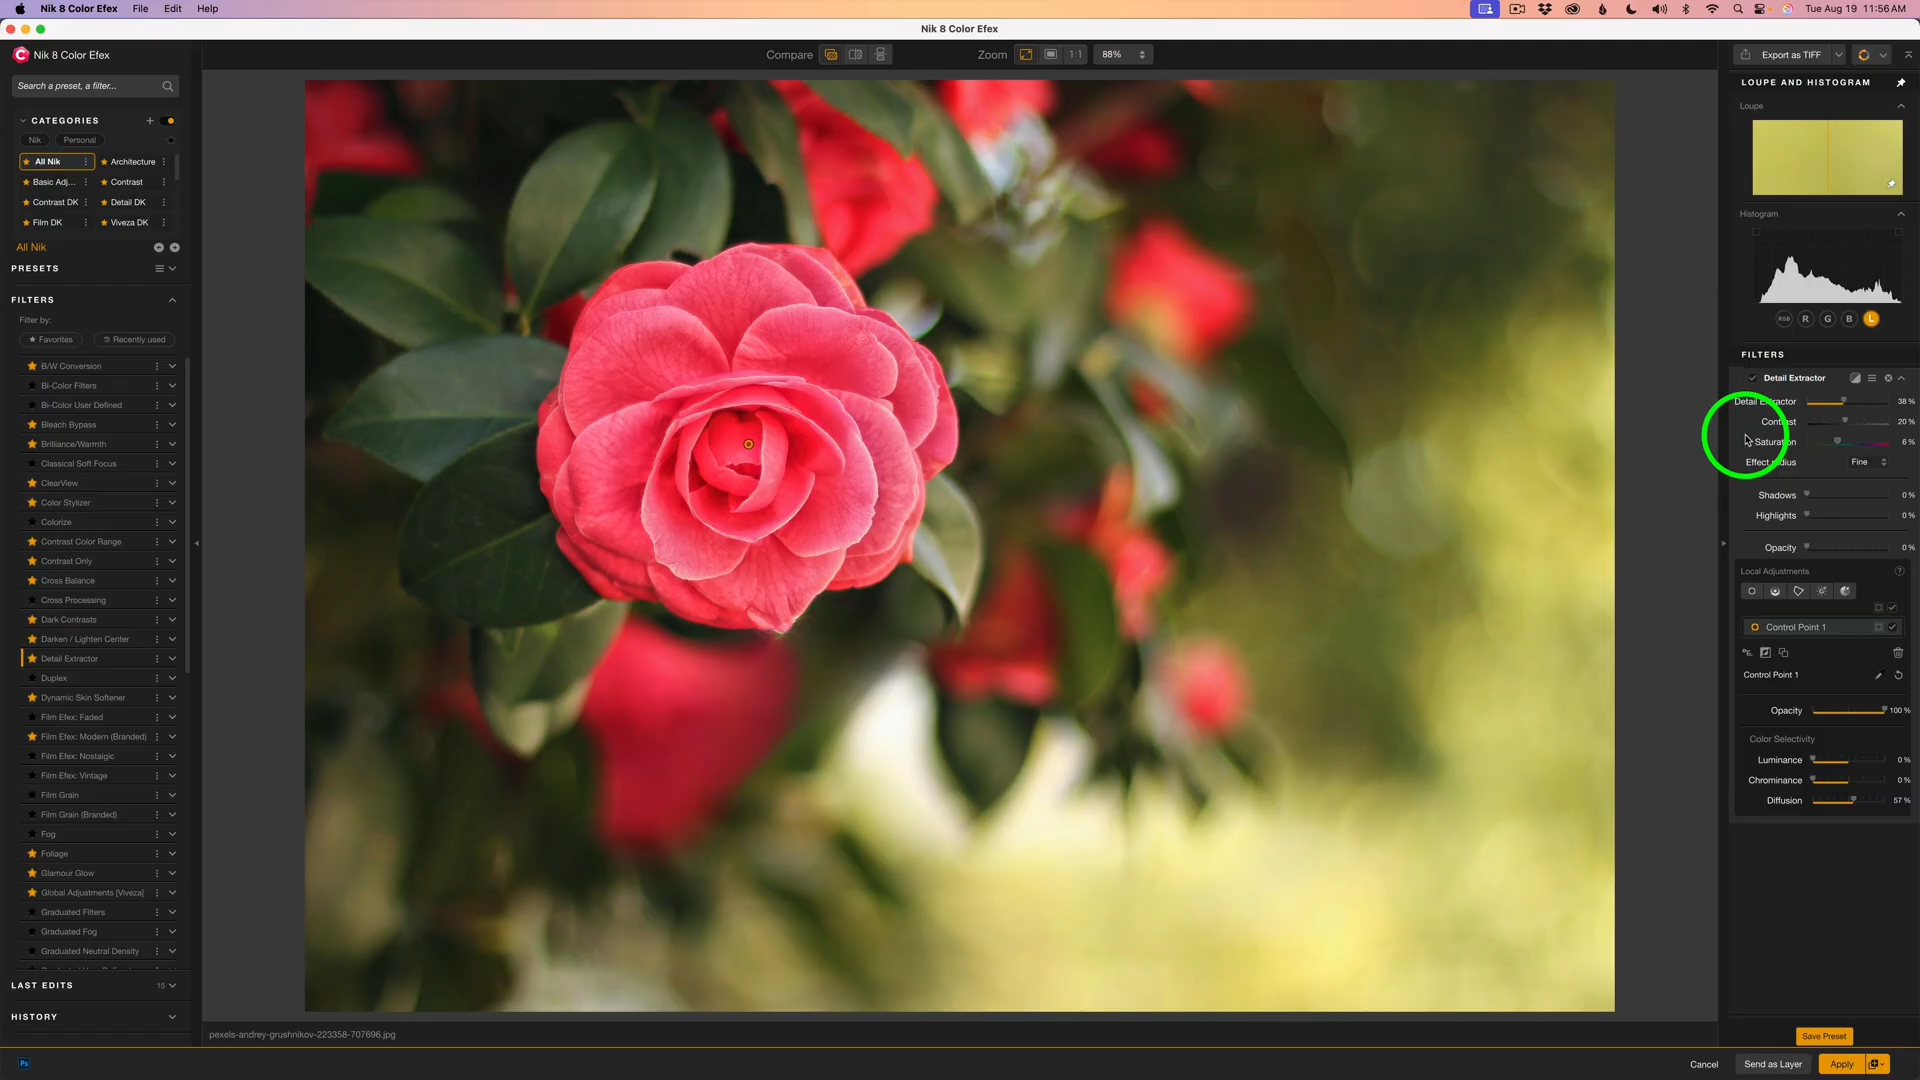 Nik 8 Color Efex File Edit Help Tue Aug 19 11:56 AM
Nik 8 Color Efex
Nik 8 Color Efex
Compare Zoom 1:1 88% Export as TIFF
Search a preset, a filter...
CATEGORIES
Nik Personal
All Nik Architecture
Basic Adj... Contrast
Contrast DK Detail DK
Film DK Viveza DK
All Nik
PRESETS
FILTERS
Filter by:
Favorites Recently used
B/W Conversion
Bi-Color Filters
Bi-Color User Defined
Bleach Bypass
Brilliance/Warmth
Classical Soft Focus
ClearView
Color Stylizer
Colorize
Contrast Color Range
Contrast Only
Cross Balance
Cross Processing
Dark Contrasts
Darken / Lighten Center
Detail Extractor
Duplex
Dynamic Skin Softener
Film Efex: Faded
Film Efex: Modern (Branded)
Film Efex: Nostalgic
Film Efex: Vintage
Film Grain
Film Grain (Branded)
Fog
Foliage
Glamour Glow
Global Adjustments [Viveza]
Graduated Filters
Graduated Fog
Graduated Neutral Density
LAST EDITS 15
HISTORY
pexels-andrey-grushnikov-223358-707696.jpg
LOUPE AND HISTOGRAM
Loupe
Histogram
RGB R G B L
FILTERS
Detail Extractor
Detail Extractor 38 %
Contrast 20 %
Saturation 6 %
Effect radius Fine
Shadows 0 %
Highlights 0 %
Opacity 0 %
Local Adjustments ?
Control Point 1
Control Point 1
Opacity 100 %
Color Selectivity
Luminance 0 %
Chrominance 0 %
Diffusion 57 %
Save Preset
Ps Cancel Send as Layer Apply